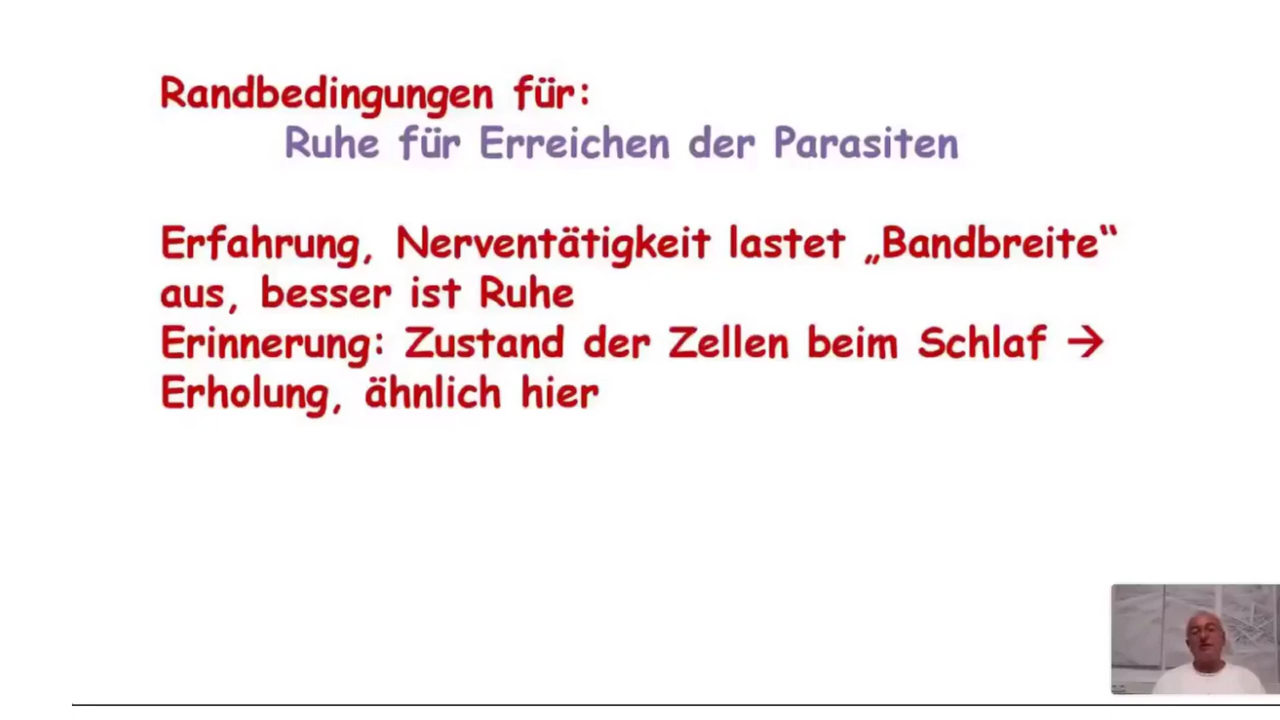 Randbedingungen für:
Ruhe für Erreichen der Parasiten
Erfahrung, Nerventätigkeit lastet „Bandbreite“
aus, besser ist Ruhe
Erinnerung: Zustand der Zellen beim Schlaf →
Erholung, ähnlich hier